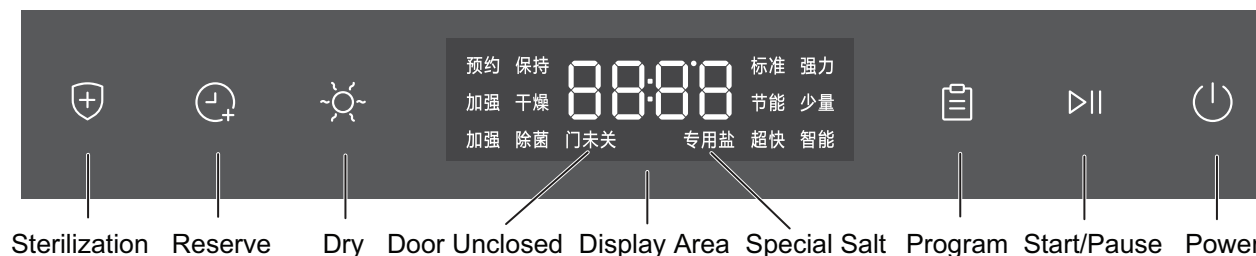 预约 保持 88:88 标准 强力
加强 干燥 节能 少量
加强 除菌 门未关 专用盐 超快 智能
Sterilization Reserve Dry Door Unclosed Display Area Special Salt Program Start/Pause Power